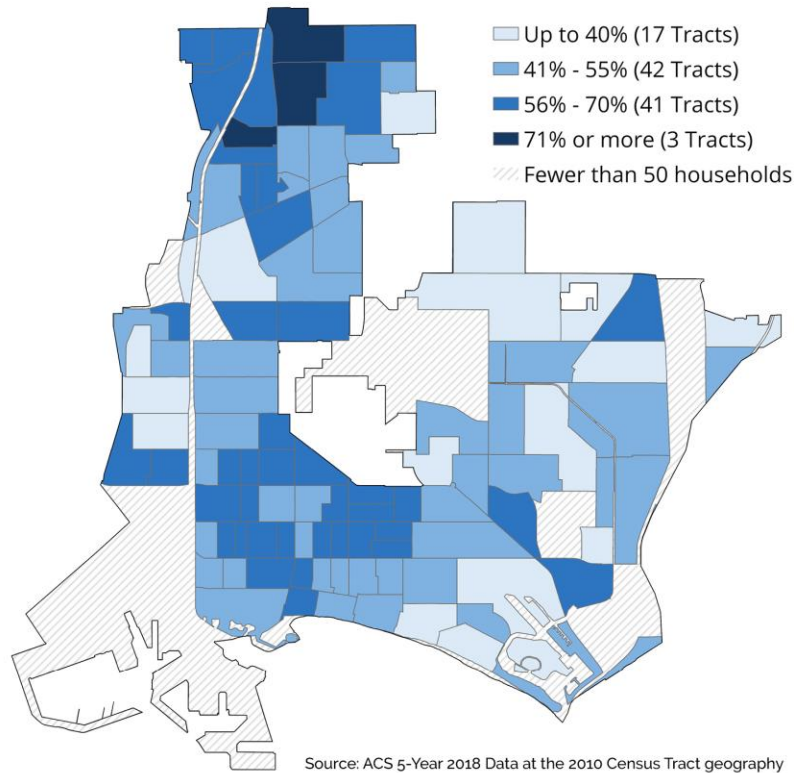 Up to 40% (17 Tracts)
41% - 55% (42 Tracts)
56% - 70% (41 Tracts)
71% or more (3 Tracts)
Fewer than 50 households
Source: ACS 5-Year 2018 Data at the 2010 Census Tract geography